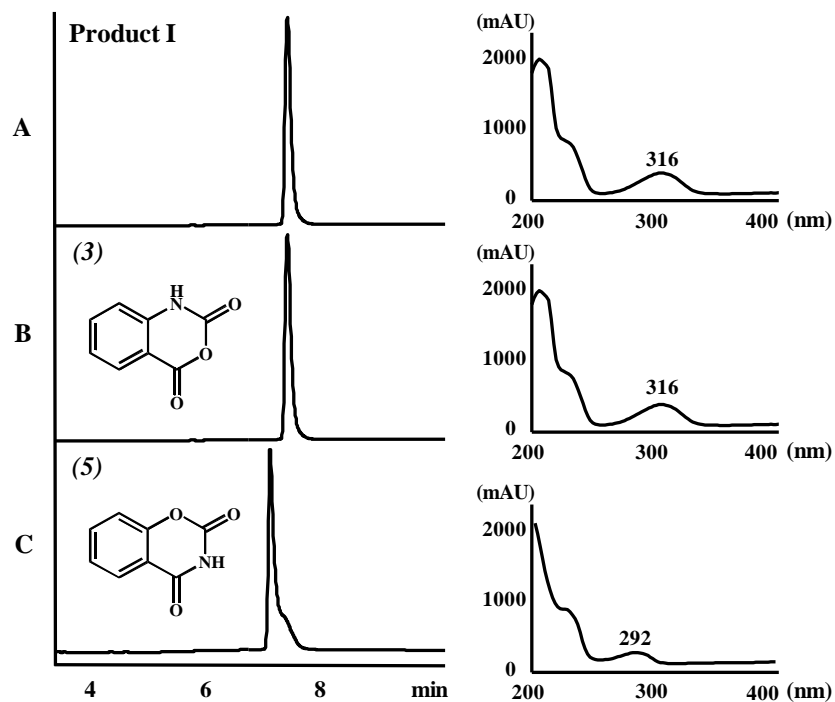 Product I
A
(3)
H
N
O
O
O
B
(5)
O
O
NH
O
C
4 6 8 min
(mAU)
2000
1000
0
316
200 300 400 (nm)
(mAU)
2000
1000
0
316
200 300 400 (nm)
(mAU)
2000
1000
0
292
200 300 400 (nm)